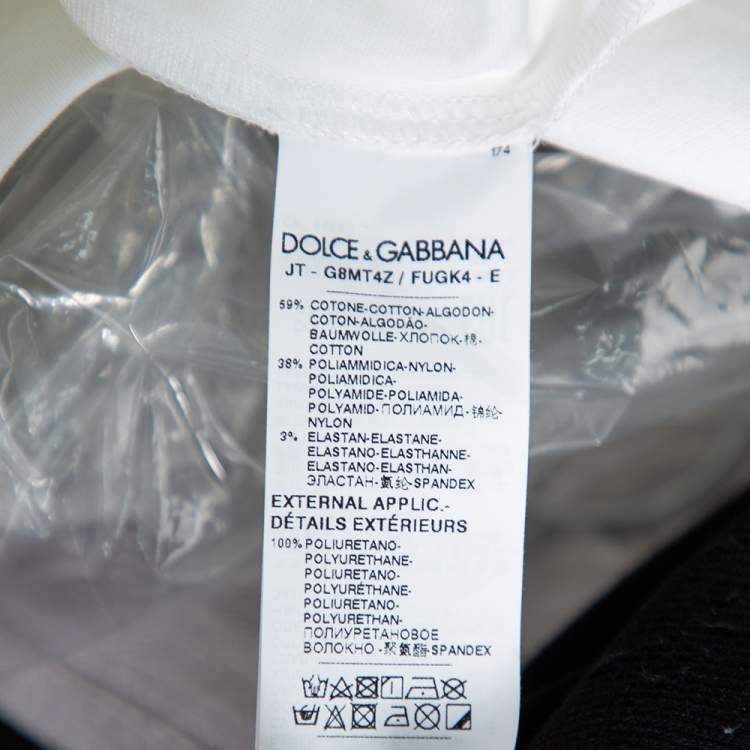 174
DOLCE & GABBANA
JT - G8MT4Z / FUGK4 - E
59% COTONE-COTTON-ALGODON-
COTON-ALGODÃO-
BAUMWOLLE-ХЛОПОК-棉-
COTTON
38% POLIAMMIDICA-NYLON-
POLIAMIDICA-
POLYAMIDE-POLIAMIDA-
POLYAMID-ПОЛИАМИД-锦纶-
NYLON
3% ELASTAN-ELASTANE-
ELASTANO-ELASTHANNE-
ELASTANO-ELASTHAN-
ЭЛАСТАН-氨纶-SPANDEX
EXTERNAL APPLIC.-
DÉTAILS EXTÉRIEURS
100% POLIURETANO-
POLYURETHANE-
POLIURETANO-
POLYURÉTHANE-
POLIURETANO-
POLYURETHAN-
ПОЛИУРЕТАНОВОЕ
ВОЛОКНО-聚氨酯-SPANDEX